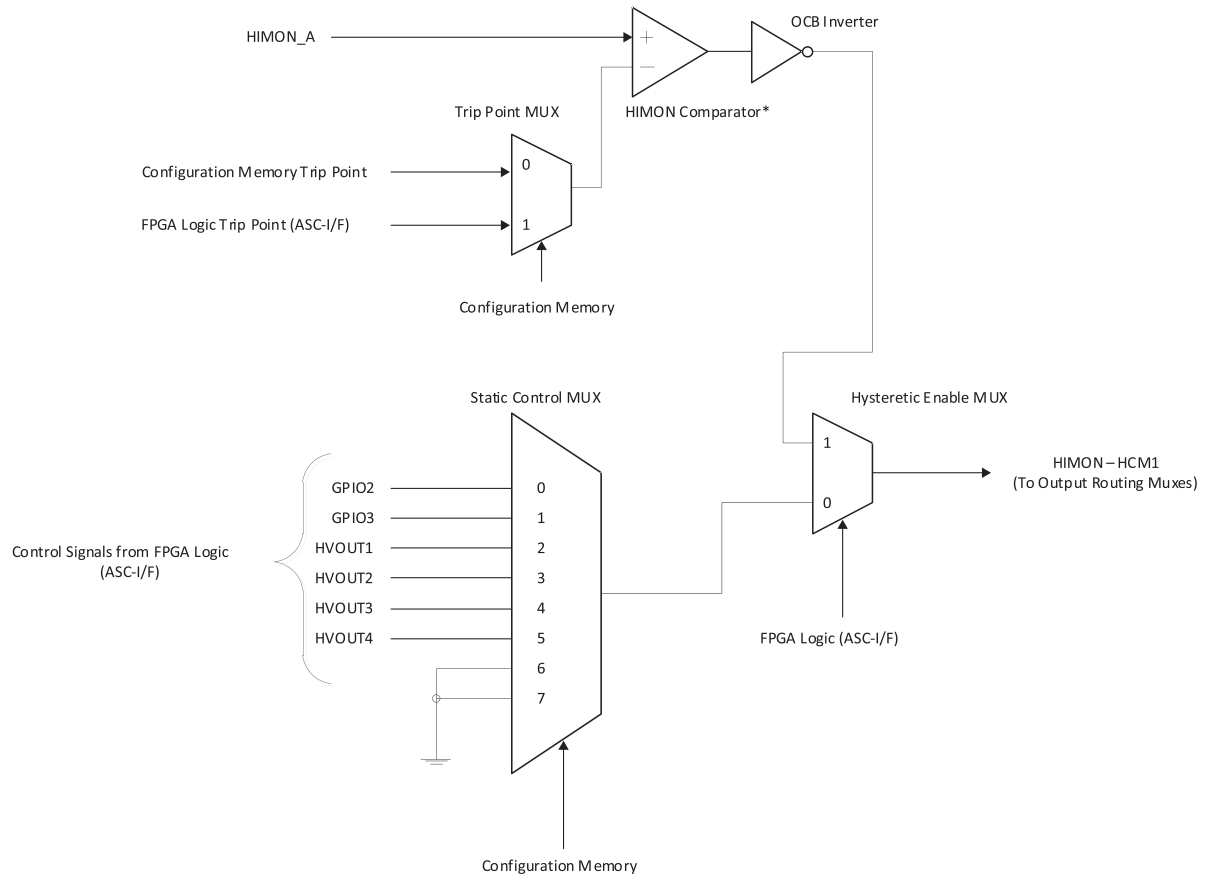 OCB Inverter
HIMON_A
+
−
HIMON Comparator*
Trip Point MUX
Configuration Memory Trip Point
0
FPGA Logic Trip Point (ASC-I/F)
1
Configuration Memory
Static Control MUX
Hysteretic Enable MUX
1
0
HIMON – HCM1
(To Output Routing Muxes)
FPGA Logic (ASC-I/F)
Control Signals from FPGA Logic
(ASC-I/F)
GPIO2
0
GPIO3
1
HVOUT1
2
HVOUT2
3
HVOUT3
4
HVOUT4
5
6
7
Configuration Memory